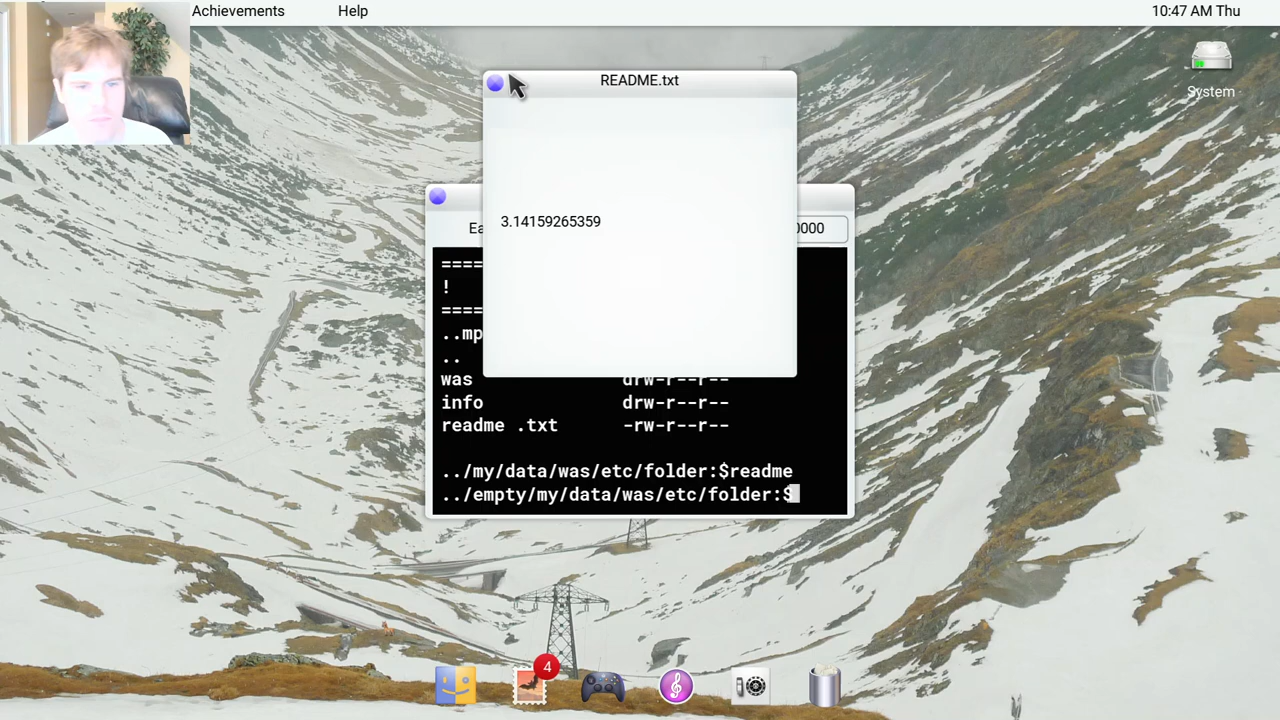 Achievements Help 10:47 AM Thu
System
README.txt
3.14159265359
Ea 0000
====
!
====
..mp
..
was drw-r--r--
info drw-r--r--
readme .txt -rw-r--r--
../my/data/was/etc/folder:$readme
../empty/my/data/was/etc/folder:$
4